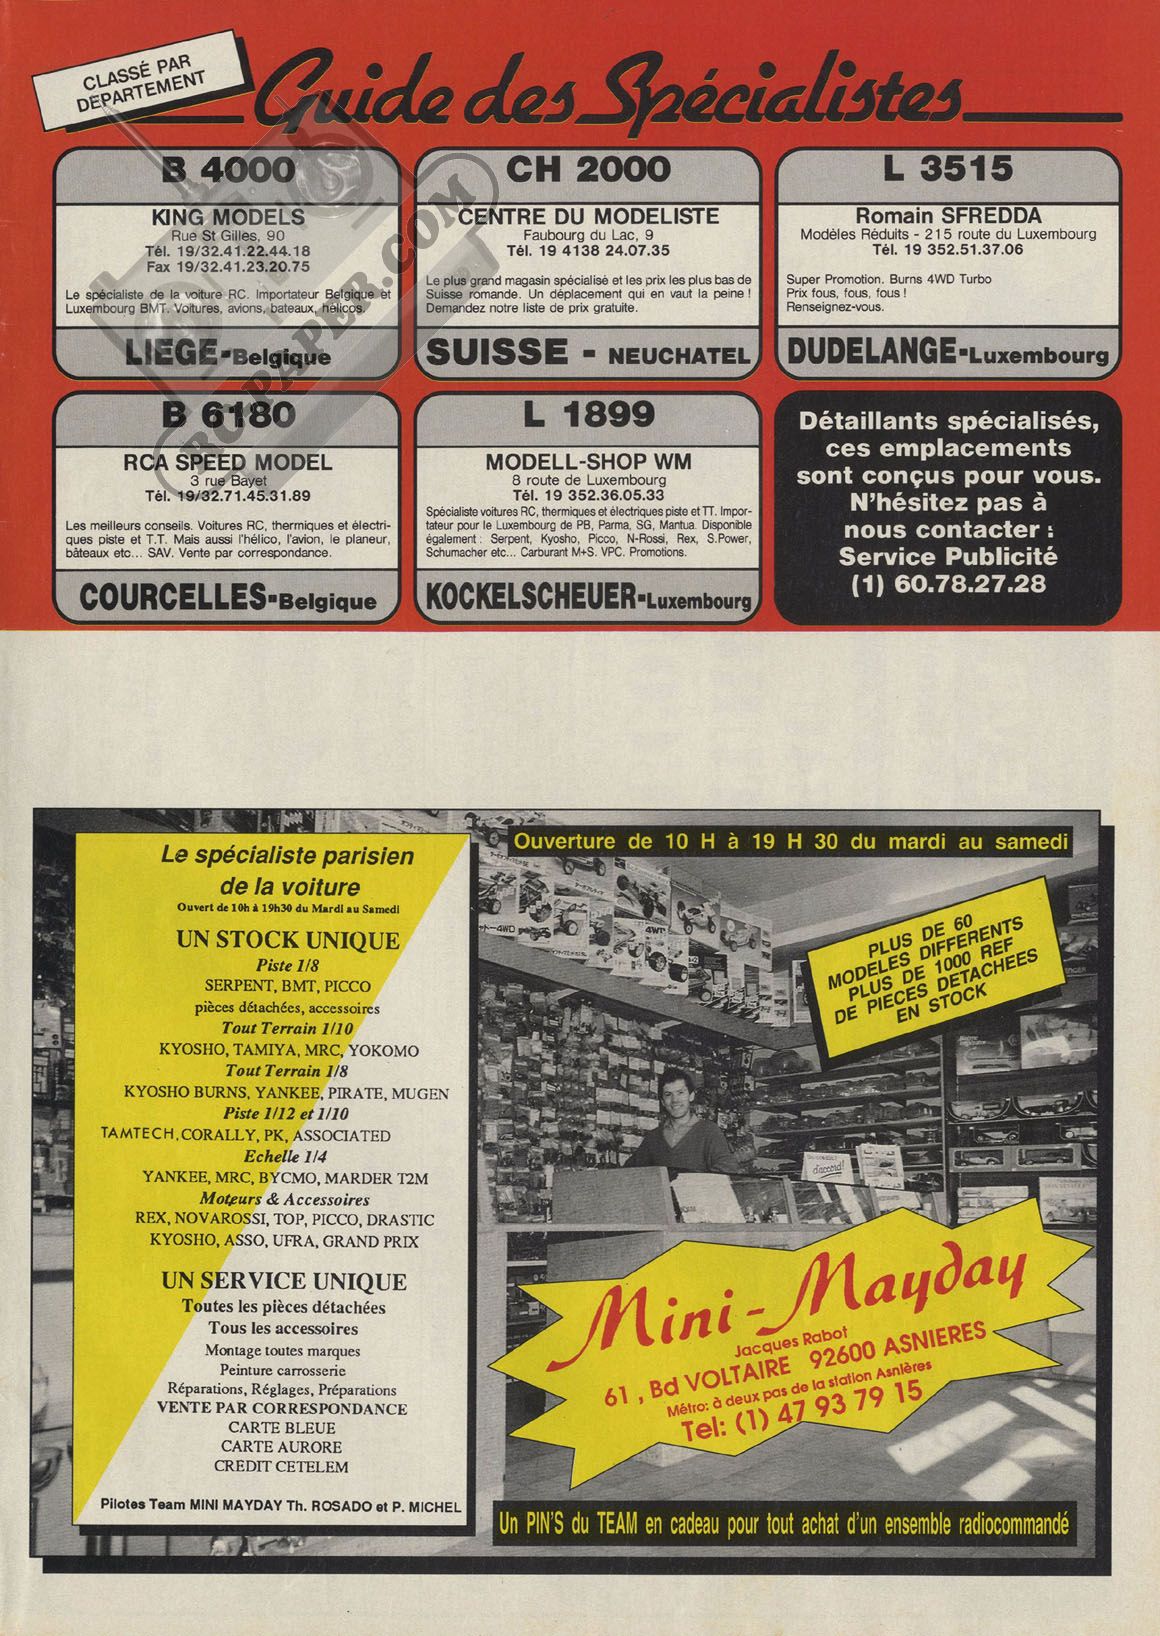 CLASSÉ PAR
DEPARTEMENT
Guide des Spécialistes
B 4000
KING MODELS
Rue St Gilles, 90
Tél. 19/32.41.22.44.18
Fax 19/32.41.23.20.75
Le spécialiste de la voiture RC. Importateur Belgique et
Luxembourg BMT. Voitures, avions, bateaux, hélicos.
LIEGE-Belgique
CH 2000
CENTRE DU MODELISTE
Faubourg du Lac, 9
Tél. 19 4138 24.07.35
Le plus grand magasin spécialisé et les prix les plus bas de
Suisse romande. Un déplacement qui en vaut la peine !
Demandez notre liste de prix gratuite.
SUISSE - NEUCHATEL
L 3515
Romain SFREDDA
Modèles Réduits - 215 route du Luxembourg
Tél. 19 352.51.37.06
Super Promotion. Burns 4WD Turbo
Prix fous, fous, fous !
Renseignez-vous.
DUDELANGE-Luxembourg
B 6180
RCA SPEED MODEL
3 rue Bayet
Tél. 19/32.71.45.31.89
Les meilleurs conseils. Voitures RC, thermiques et électri-
ques piste et T.T. Mais aussi l'hélico, l'avion, le planeur,
bâteaux etc... SAV. Vente par correspondance.
COURCELLES-Belgique
L 1899
MODELL-SHOP WM
8 route de Luxembourg
Tél. 19 352.36.05.33
Spécialiste voitures RC, thermiques et électriques piste et TT. Impor-
tateur pour le Luxembourg de PB, Parma, SG, Mantua. Disponible
également : Serpent, Kyosho, Picco, N-Rossi, Rex, S.Power,
Schumacher etc... Carburant M+S. VPC. Promotions.
KOCKELSCHEUER-Luxembourg
Détaillants spécialisés,
ces emplacements
sont conçus pour vous.
N'hésitez pas à
nous contacter :
Service Publicité
(1) 60.78.27.28
RCPAPER.COM
Le spécialiste parisien
de la voiture
Ouvert de 10h à 19h30 du Mardi au Samedi
UN STOCK UNIQUE
Piste 1/8
SERPENT, BMT, PICCO
pièces détachées, accessoires
Tout Terrain 1/10
KYOSHO, TAMIYA, MRC, YOKOMO
Tout Terrain 1/8
KYOSHO BURNS, YANKEE, PIRATE, MUGEN
Piste 1/12 et 1/10
TAMTECH, CORALLY, PK, ASSOCIATED
Echelle 1/4
YANKEE, MRC, BYCMO, MARDER T2M
Moteurs & Accessoires
REX, NOVAROSSI, TOP, PICCO, DRASTIC
KYOSHO, ASSO, UFRA, GRAND PRIX
UN SERVICE UNIQUE
Toutes les pièces détachées
Tous les accessoires
Montage toutes marques
Peinture carrosserie
Réparations, Réglages, Préparations
VENTE PAR CORRESPONDANCE
CARTE BLEUE
CARTE AURORE
CREDIT CETELEM
Pilotes Team MINI MAYDAY Th. ROSADO et P. MICHEL
Ouverture de 10 H à 19 H 30 du mardi au samedi
4WD
4WD
PLUS DE 60
MODELES DIFFERENTS
PLUS DE 1000 REF
DE PIECES DETACHEES
EN STOCK
d'accord!
Mini-Mayday
Jacques Rabot
61, Bd VOLTAIRE 92600 ASNIERES
Métro: à deux pas de la station Asnières
Tel: (1) 47 93 79 15
Un PIN'S du TEAM en cadeau pour tout achat d'un ensemble radiocommandé